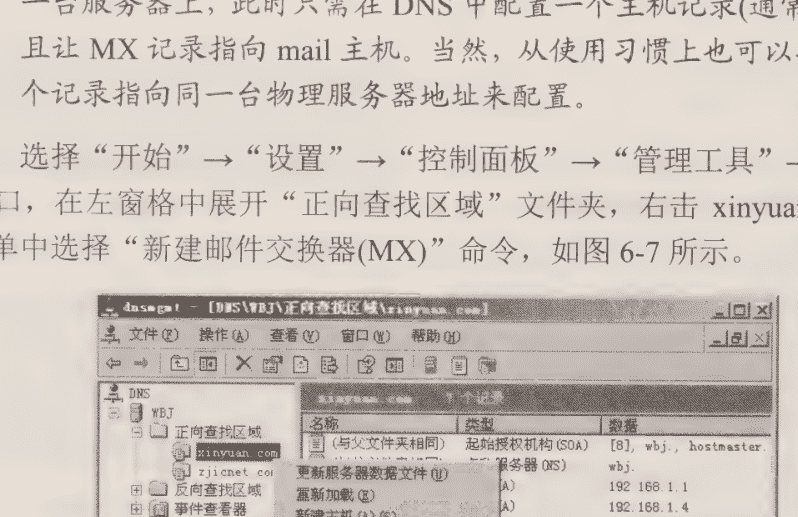 一台服务器上，此时只需在 DNS 中配置一个主机记录(通常
且让 MX 记录指向 mail 主机。当然，从使用习惯上也可以
个记录指向同一台物理服务器地址来配置。
选择“开始”→“设置”→“控制面板”→“管理工具”→
口，在左窗格中展开“正向查找区域”文件夹，右击 xinyuan
单中选择“新建邮件交换器(MX)”命令，如图 6-7 所示。
dnsmgmt - [DNS\WBJ\正向查找区域\xinyuan.com]
文件(F) 操作(A) 查看(V) 窗口(W) 帮助(H)
DNS
WBJ
正向查找区域
xinyuan.com
zjicnet.com
反向查找区域
事件查看器
xinyuan.com 7 个记录
名称 类型 数据
(与父文件夹相同) 起始授权机构(SOA) [8], wbj., hostmaster.
服务器(NS) wbj.
A) 192.168.1.1
A) 192.168.1.4
更新服务器数据文件(U)
重新加载(E)
新建主机(A)(S)